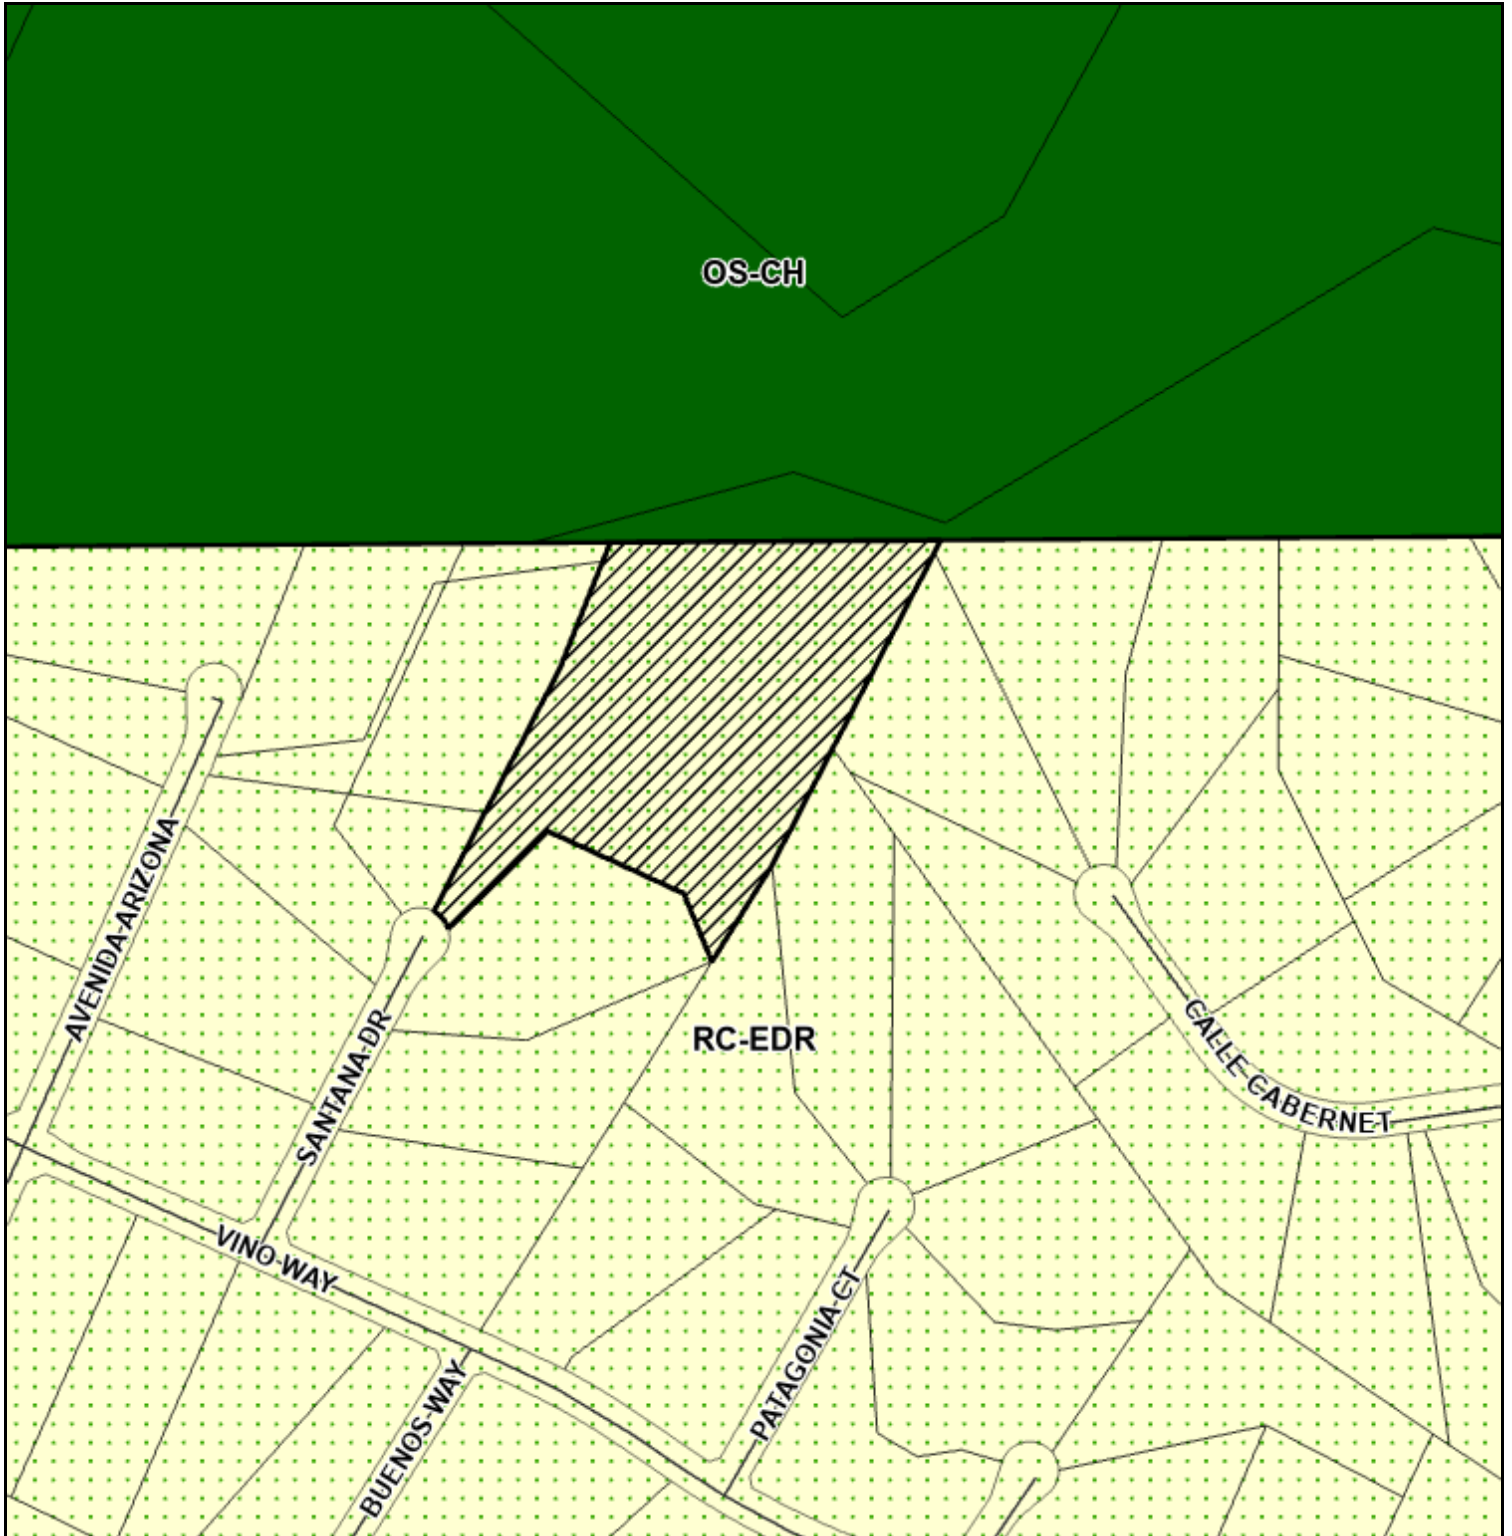 OS-CH
AVENIDA ARIZONA
SANTANA DR
RC-EDR
CALLE CABERNET
VINO WAY
PATAGONIA CT
BUENOS WAY